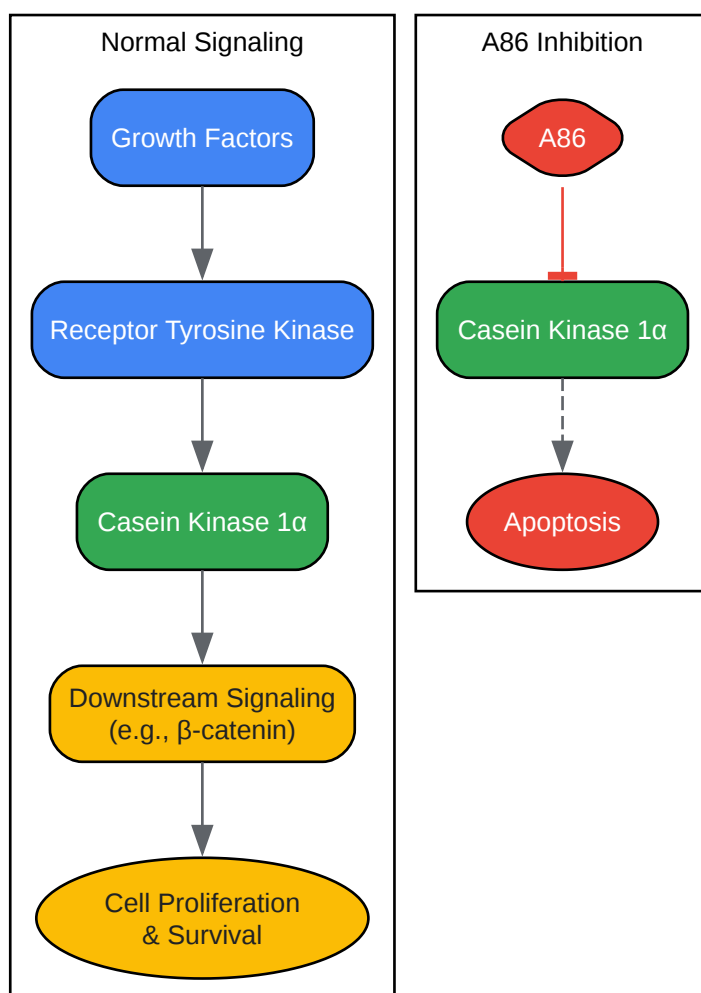 Normal Signaling
Growth Factors
Receptor Tyrosine Kinase
Casein Kinase 1α
Downstream Signaling
(e.g., β-catenin)
Cell Proliferation
& Survival
A86 Inhibition
A86
Casein Kinase 1α
Apoptosis